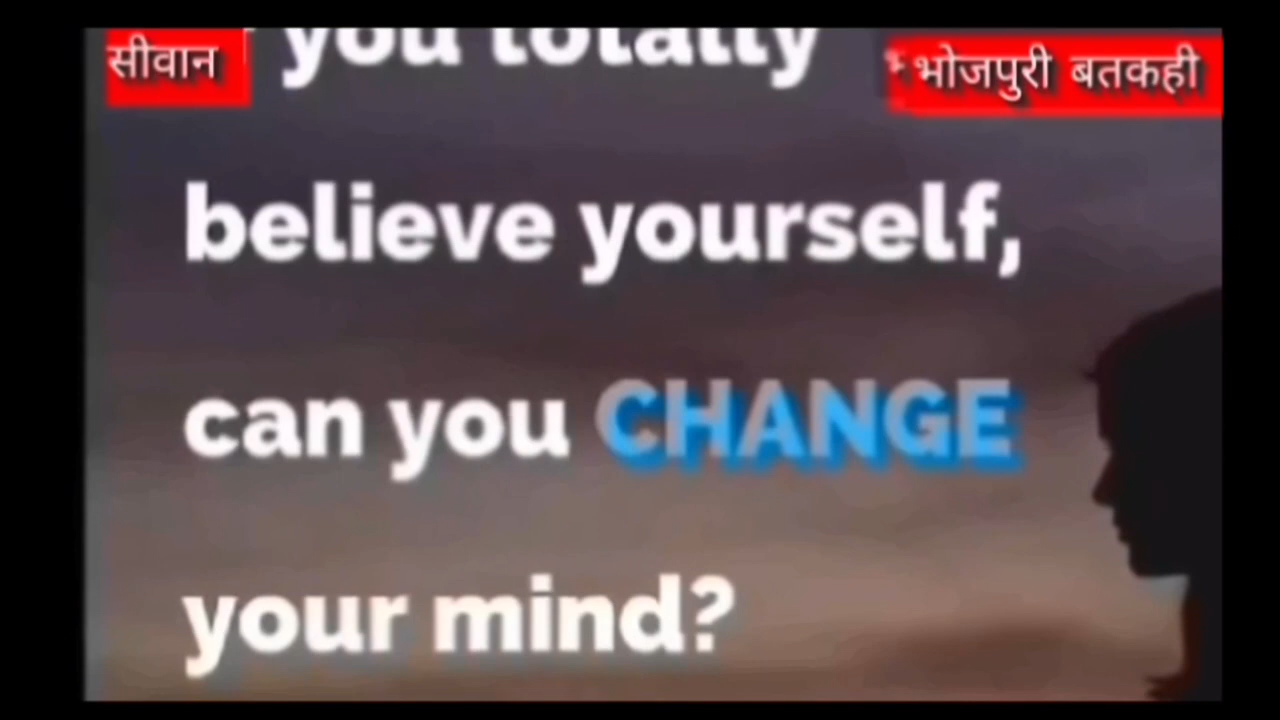 सीवान
भोजपुरी बतकही
you totally
believe yourself,
can you CHANGE
your mind?